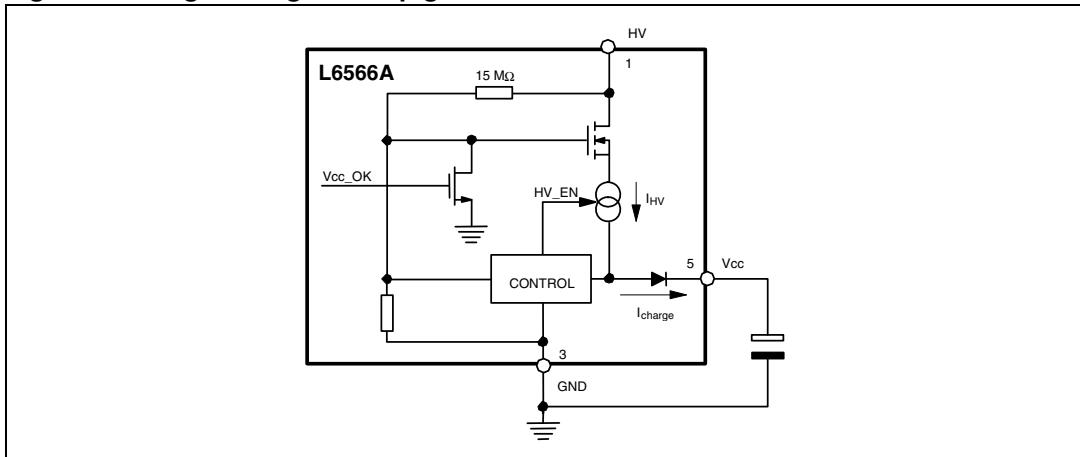 HV
1
L6566A
15 MΩ
Vcc_OK
HV_EN
IHV
5
Vcc
CONTROL
Icharge
3
GND